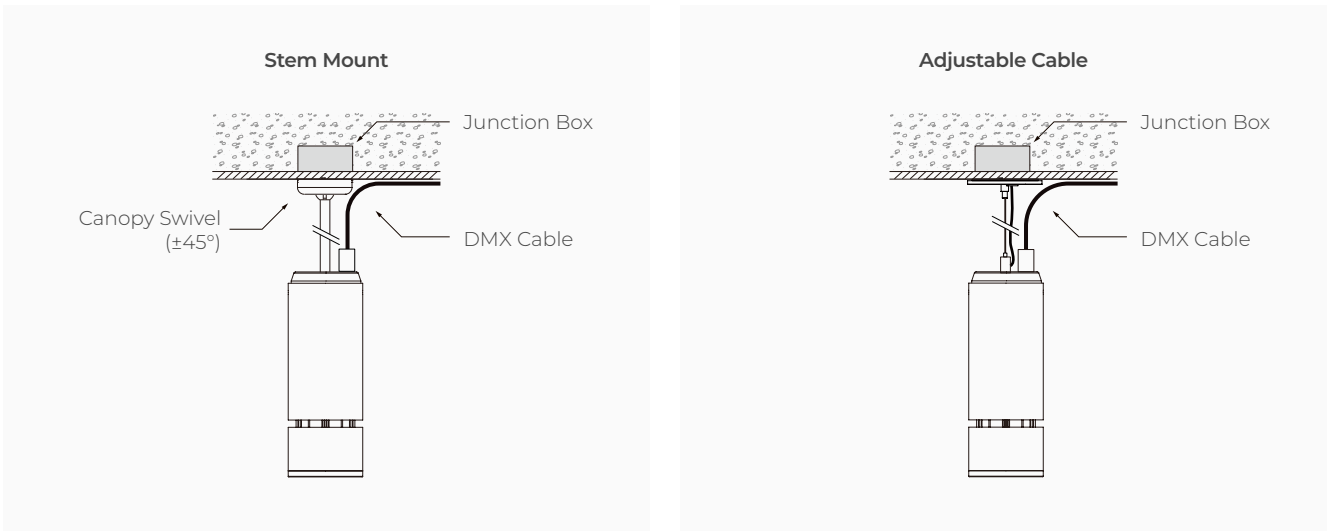 Stem Mount
Junction Box
Canopy Swivel
(±45°)
DMX Cable
Adjustable Cable
Junction Box
DMX Cable